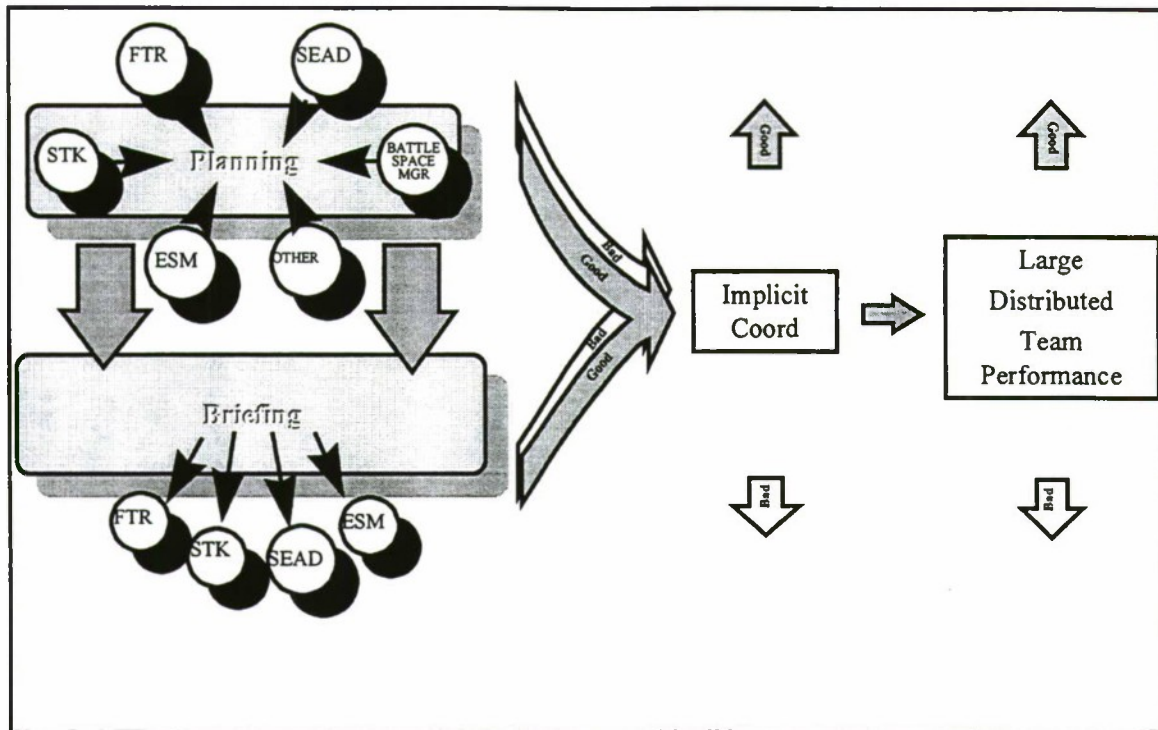 FTR
SEAD
STK
Planning
BATTLE
SPACE
MGR
ESM
OTHER
Briefing
FTR
STK
SEAD
ESM
Bad
Good
Bad
Good
Good
Implicit
Coord
Bad
Good
Large
Distributed
Team
Performance
Bad